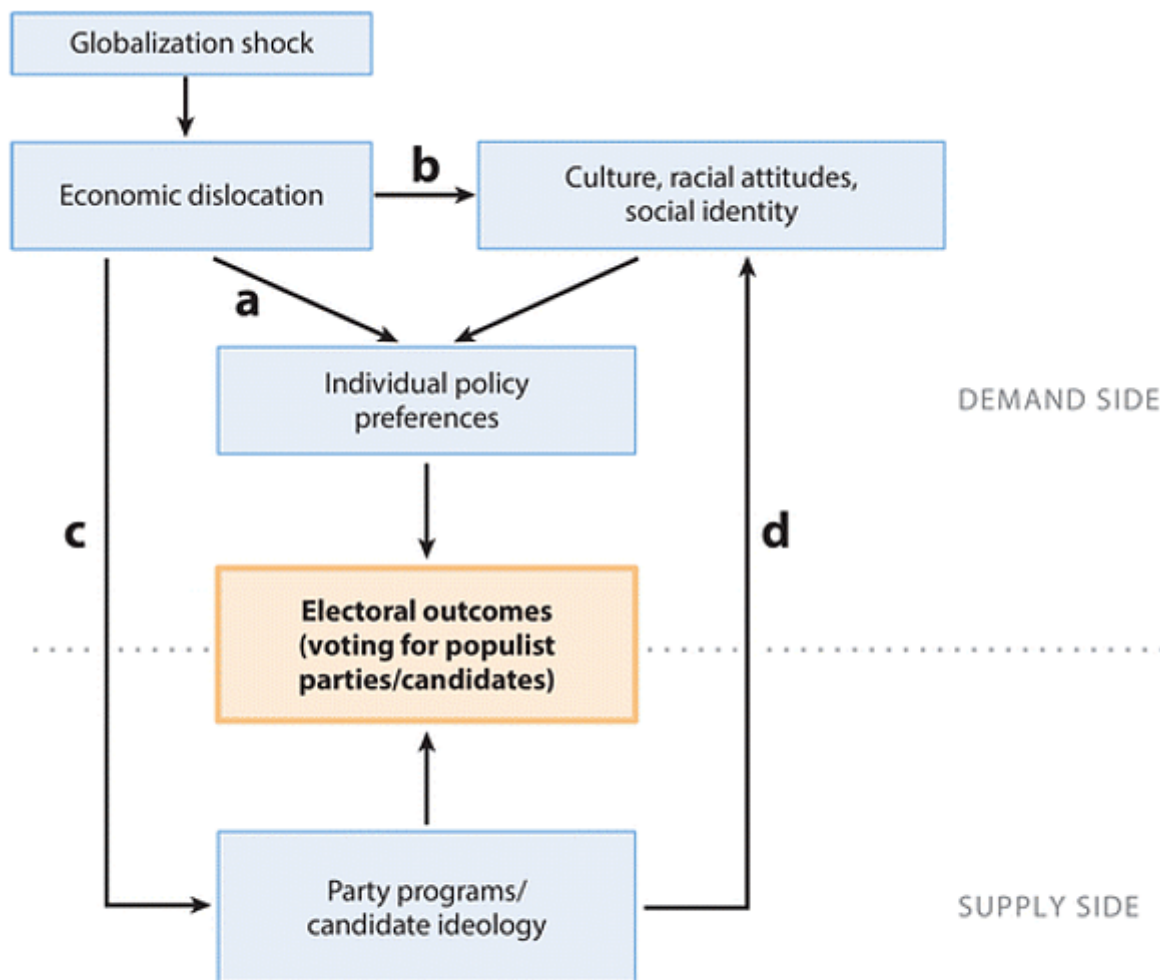 Globalization shock
Economic dislocation
b
Culture, racial attitudes,
social identity
a
Individual policy
preferences
DEMAND SIDE
c
d
Electoral outcomes
(voting for populist
parties/candidates)
Party programs/
candidate ideology
SUPPLY SIDE